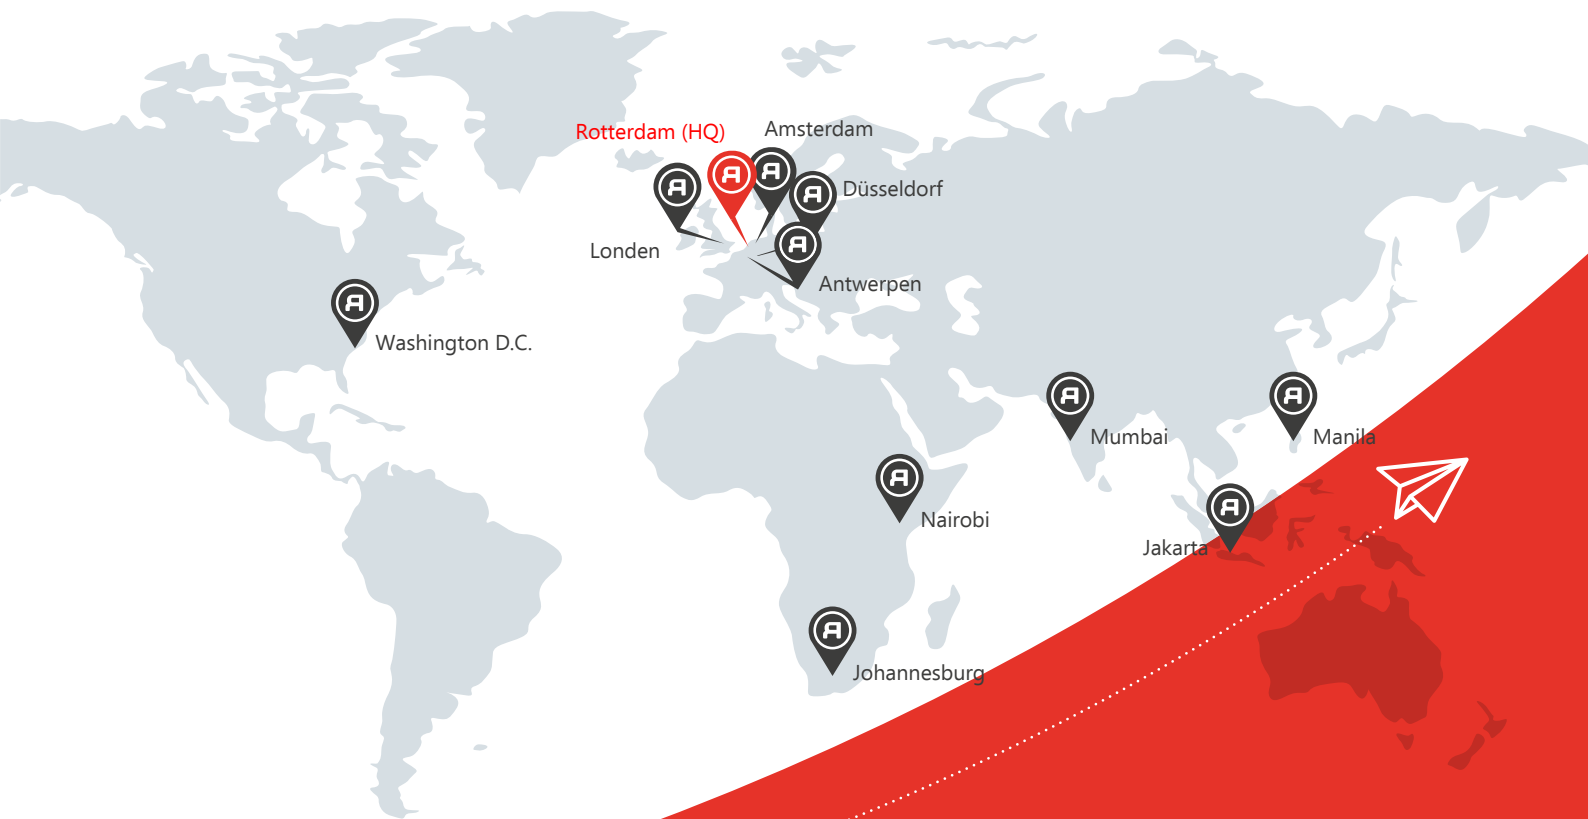 Rotterdam (HQ)
Amsterdam
Düsseldorf
Londen
Antwerpen
Washington D.C.
Mumbai
Manila
Nairobi
Jakarta
Johannesburg